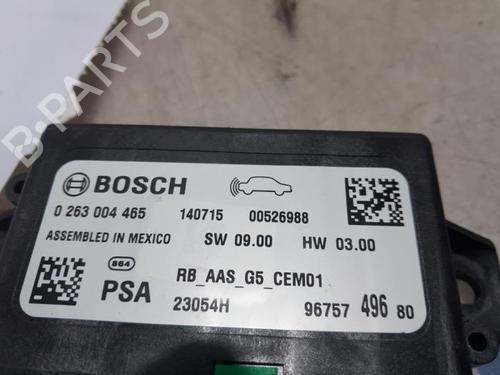 BOSCH
0 263 004 465 140715 00526988
ASSEMBLED IN MEXICO SW 09.00 HW 03.00
864 RB_AAS_G5_CEM01
PSA 23054H 96757 496 80
B-PARTS